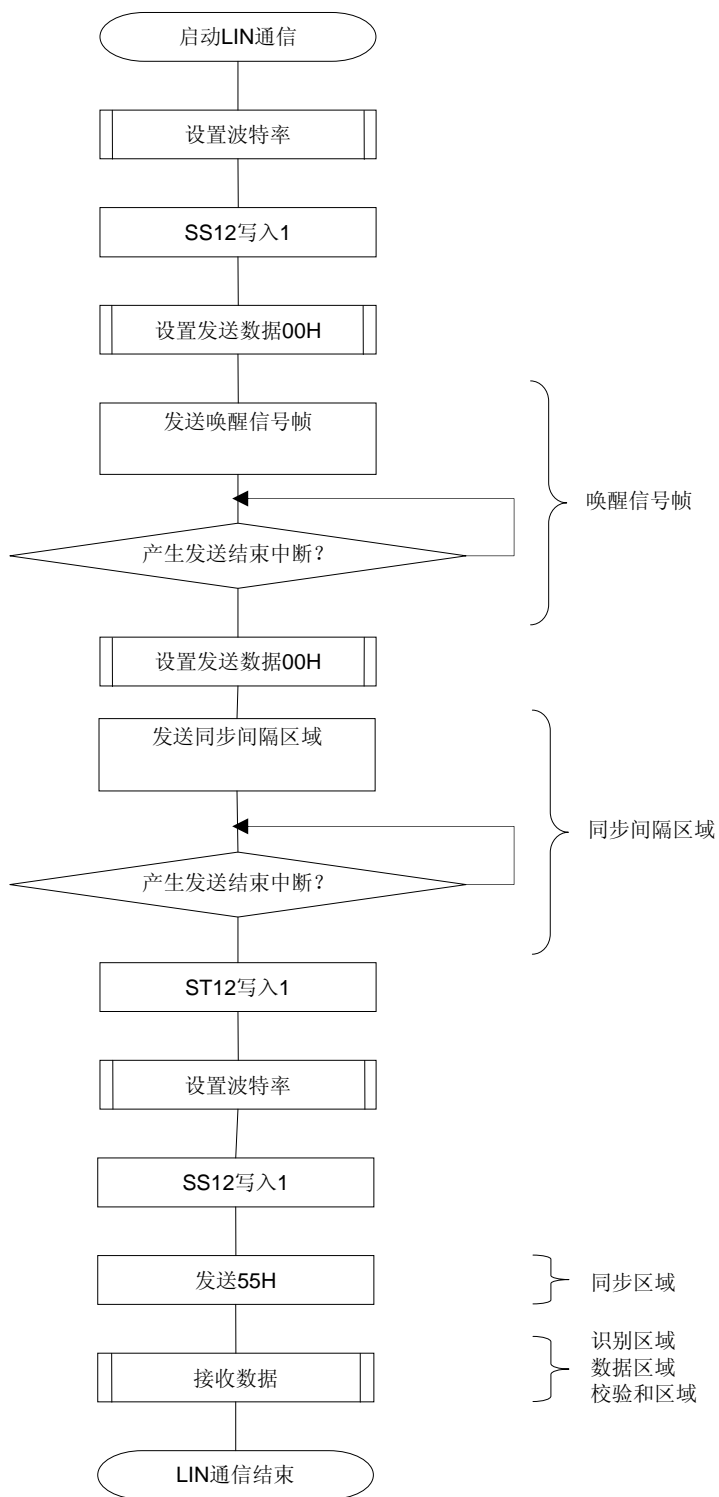 启动LIN通信
设置波特率
SS12写入1
设置发送数据00H
发送唤醒信号帧
唤醒信号帧
产生发送结束中断？
设置发送数据00H
发送同步间隔区域
同步间隔区域
产生发送结束中断？
ST12写入1
设置波特率
SS12写入1
发送55H
同步区域
识别区域
数据区域
校验和区域
接收数据
LIN通信结束